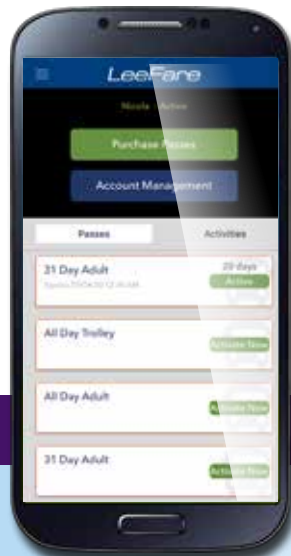 LeeFare
Nicola Active
Purchase Passes
Account Management
Passes Activities
31 Day Adult 20 days
Active
All Day Trolley
Activate Now
All Day Adult
Activate Now
31 Day Adult
Activate Now